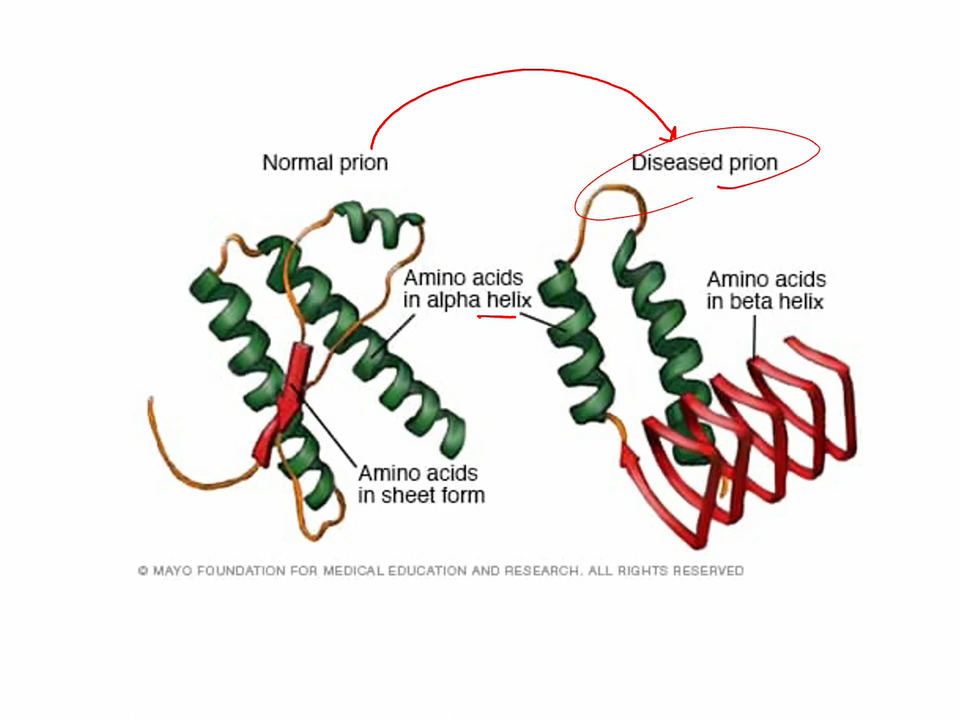 Normal prion
Diseased prion
Amino acids
in alpha helix
Amino acids
in beta helix
Amino acids
in sheet form
© MAYO FOUNDATION FOR MEDICAL EDUCATION AND RESEARCH. ALL RIGHTS RESERVED